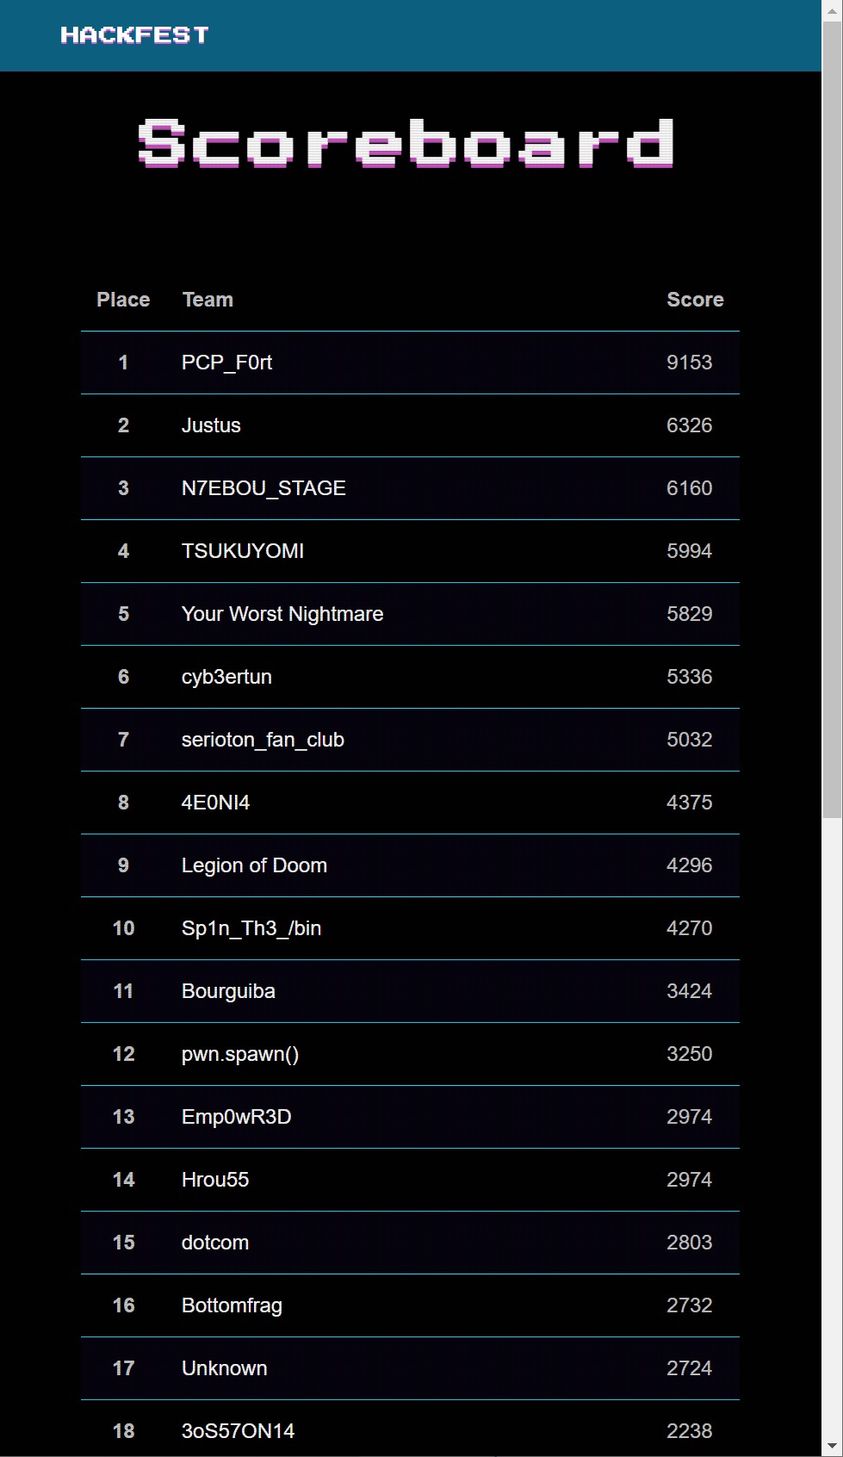 HACKFEST
Scoreboard
Place Team Score
1 PCP_F0rt 9153
2 Justus 6326
3 N7EBOU_STAGE 6160
4 TSUKUYOMI 5994
5 Your Worst Nightmare 5829
6 cyb3ertun 5336
7 serioton_fan_club 5032
8 4E0NI4 4375
9 Legion of Doom 4296
10 Sp1n_Th3_/bin 4270
11 Bourguiba 3424
12 pwn.spawn() 3250
13 Emp0wR3D 2974
14 Hrou55 2974
15 dotcom 2803
16 Bottomfrag 2732
17 Unknown 2724
18 3oS57ON14 2238